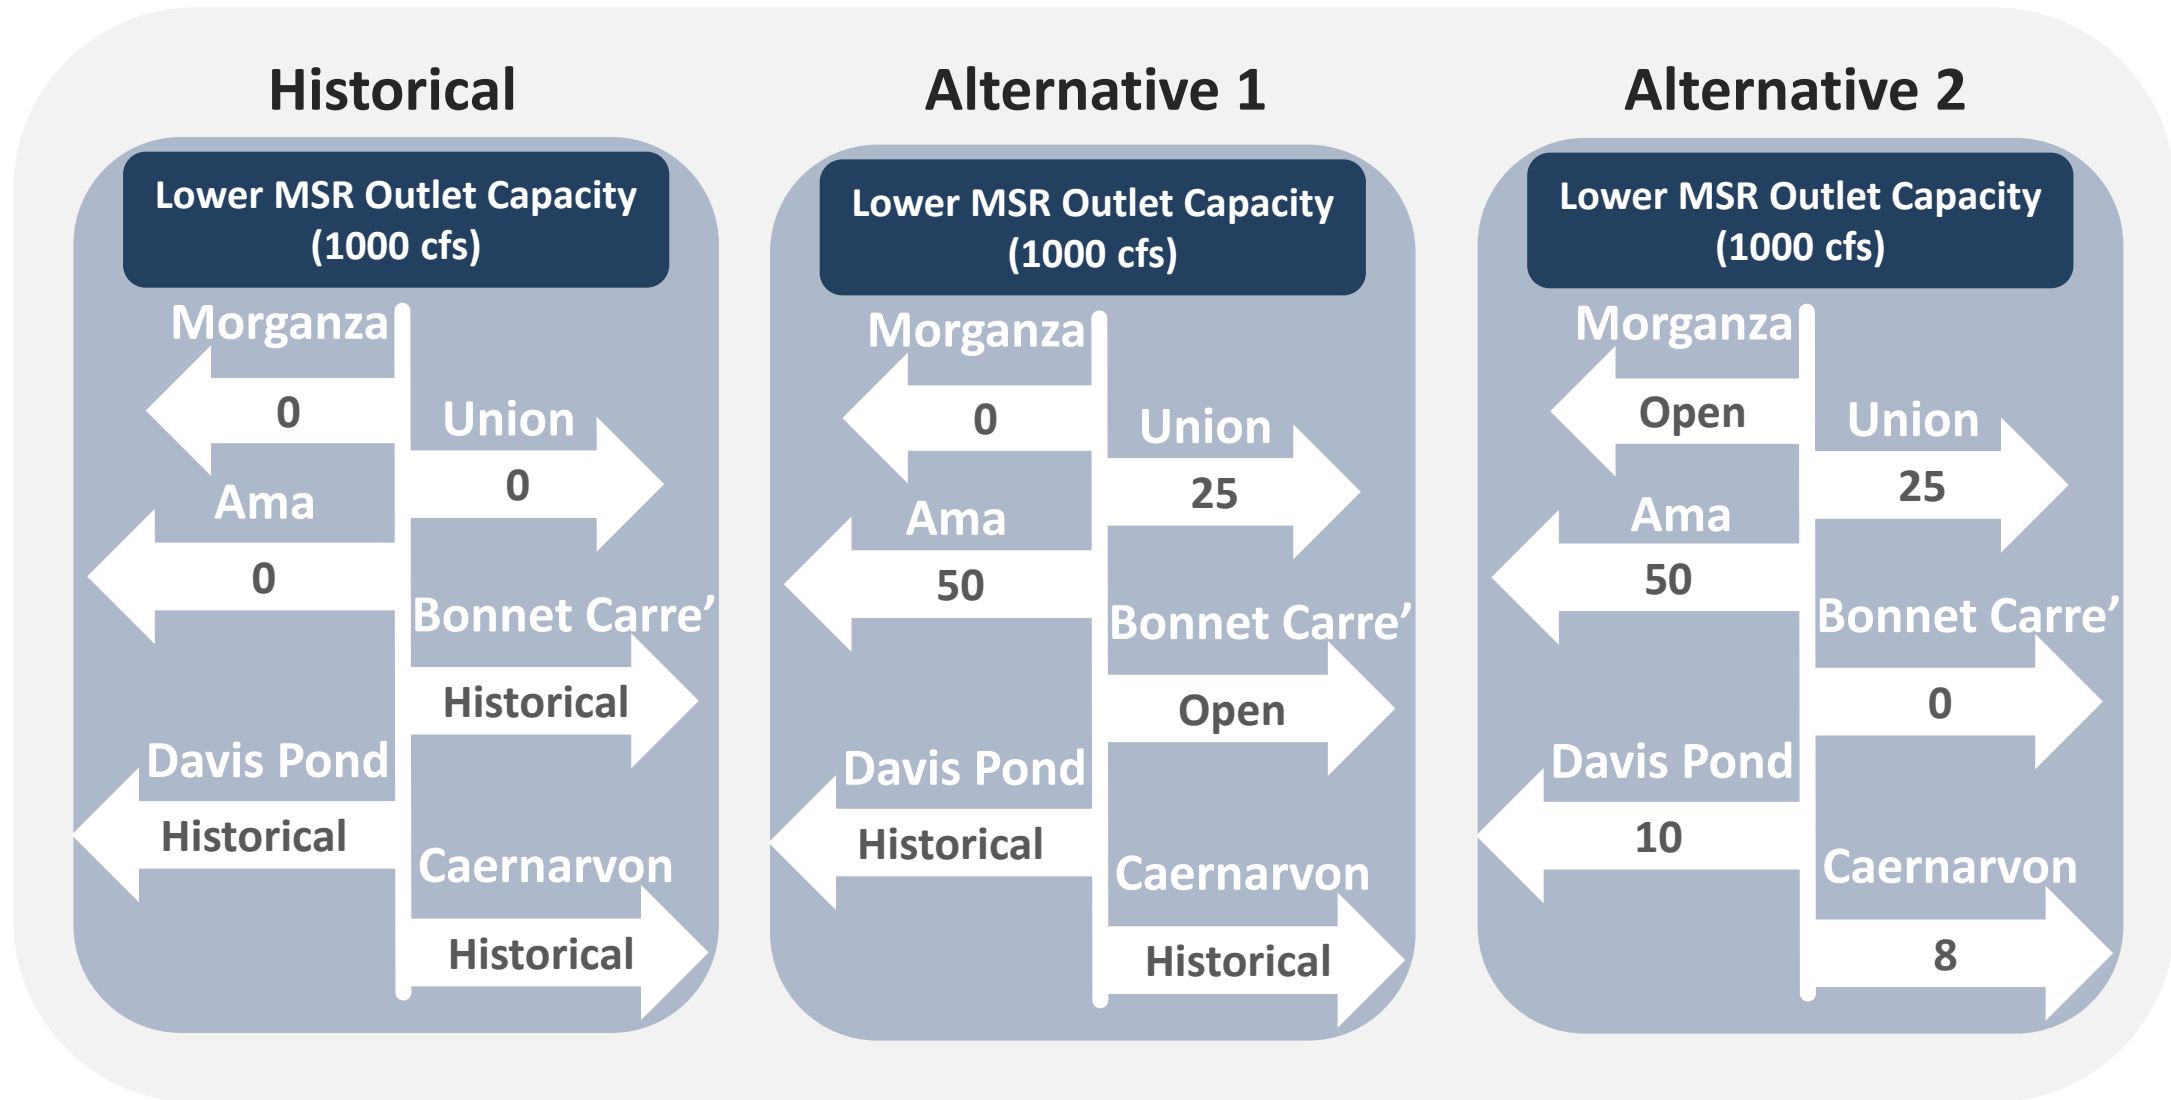 Historical
Lower MSR Outlet Capacity
(1000 cfs)
Morganza
0
Union
0
Ama
0
Bonnet Carre’
Historical
Davis Pond
Historical
Caernarvon
Historical
Alternative 1
Lower MSR Outlet Capacity
(1000 cfs)
Morganza
0
Union
25
Ama
50
Bonnet Carre’
Open
Davis Pond
Historical
Caernarvon
Historical
Alternative 2
Lower MSR Outlet Capacity
(1000 cfs)
Morganza
Open
Union
25
Ama
50
Bonnet Carre’
0
Davis Pond
10
Caernarvon
8